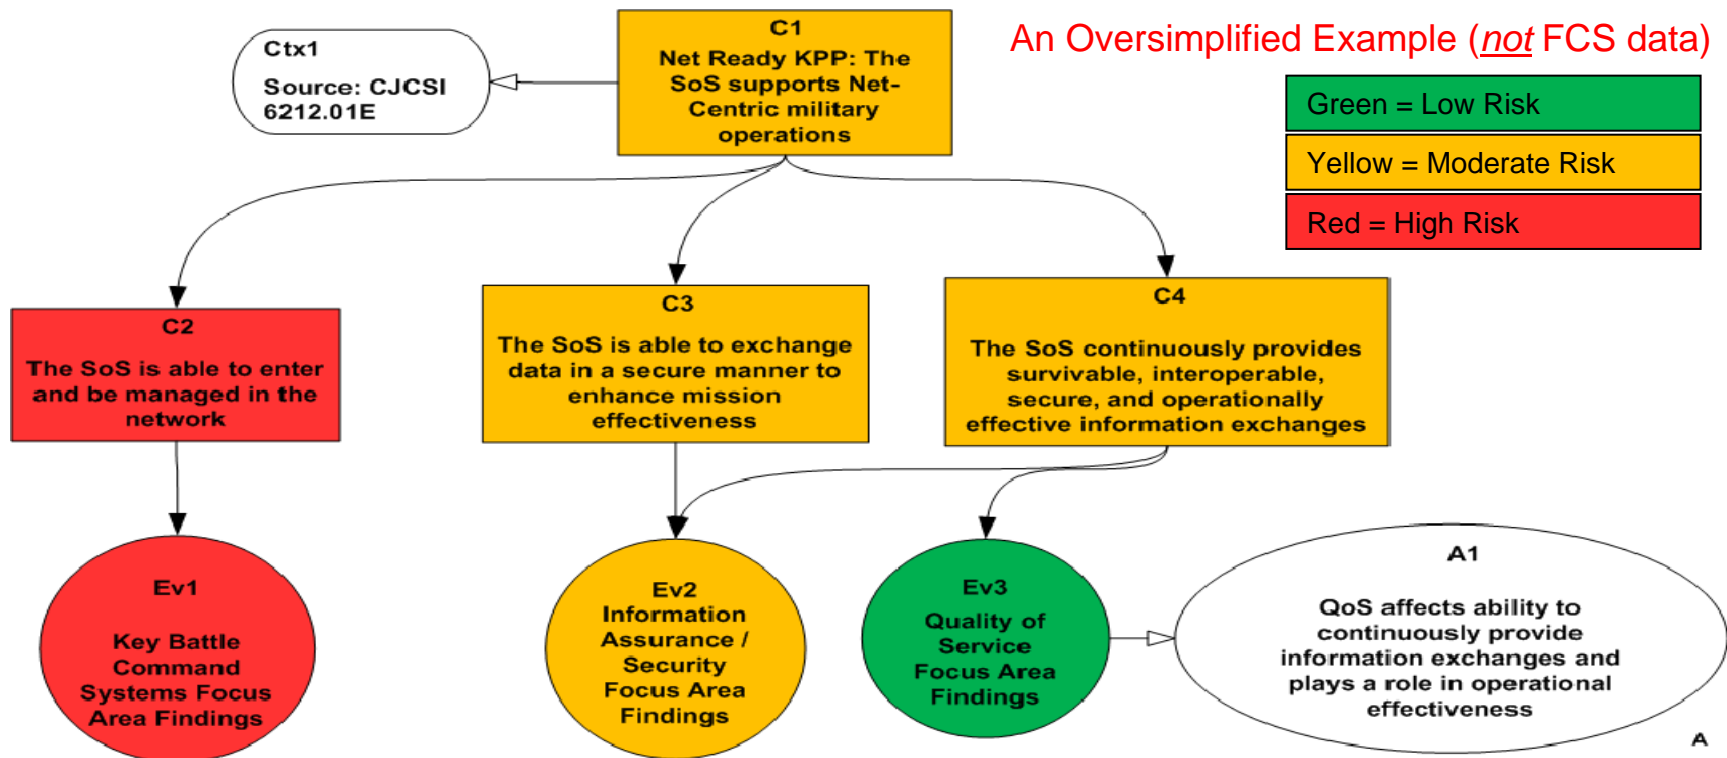 An Oversimplified Example (not FCS data)
Ctx1
Source: CJCSI
6212.01E
C1
Net Ready KPP: The
SoS supports Net-
Centric military
operations
Green = Low Risk
Yellow = Moderate Risk
Red = High Risk
C2
The SoS is able to enter
and be managed in the
network
C3
The SoS is able to exchange
data in a secure manner to
enhance mission
effectiveness
C4
The SoS continuously provides
survivable, interoperable,
secure, and operationally
effective information exchanges
Ev1
Key Battle
Command
Systems Focus
Area Findings
Ev2
Information
Assurance /
Security
Focus Area
Findings
Ev3
Quality of
Service
Focus Area
Findings
A1
QoS affects ability to
continuously provide
information exchanges and
plays a role in operational
effectiveness
A